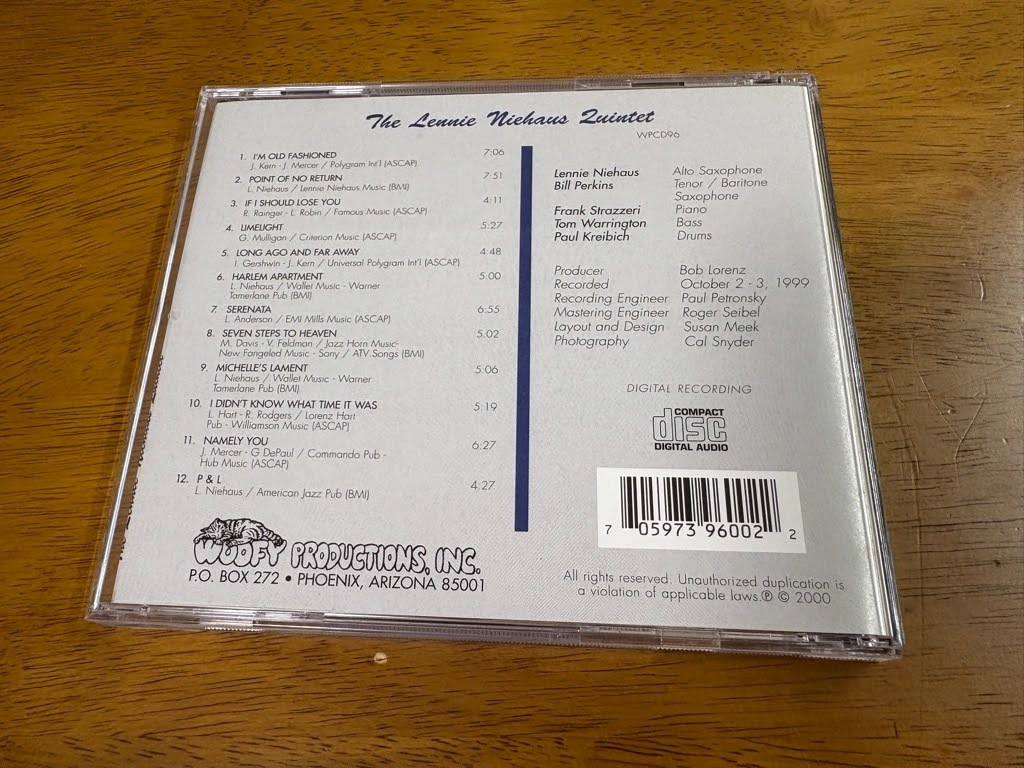 The Lennie Niehaus Quintet
WPCD96
1. I'M OLD FASHIONED 7:06
J. Kern - J. Mercer / Polygram Int'l (ASCAP)
2. POINT OF NO RETURN 7:51
L. Niehaus / Lennie Niehaus Music (BMI)
3. IF I SHOULD LOSE YOU 4:11
R. Rainger - L. Robin / Famous Music (ASCAP)
4. LIMELIGHT 5:27
G. Mulligan / Criterion Music (ASCAP)
5. LONG AGO AND FAR AWAY 4:48
I. Gershwin - J. Kern / Universal Polygram Int'l (ASCAP)
6. HARLEM APARTMENT 5:00
L. Niehaus / Wallet Music - Warner
Tamerlane Pub (BMI)
7. SERENATA 6:55
L. Anderson / EMI Mills Music (ASCAP)
8. SEVEN STEPS TO HEAVEN 5:02
M. Davis - V. Feldman / Jazz Horn Music-
New Fangeled Music - Sony / ATV Songs (BMI)
9. MICHELLE'S LAMENT 5:06
L. Niehaus / Wallet Music - Warner
Tamerlane Pub (BMI)
10. I DIDN'T KNOW WHAT TIME IT WAS 5:19
L. Hart - R. Rodgers / Lorenz Hart
Pub - Williamson Music (ASCAP)
11. NAMELY YOU 6:27
J. Mercer - G DePaul / Commando Pub -
Hub Music (ASCAP)
12. P & L 4:27
L. Niehaus / American Jazz Pub (BMI)
WOOFY PRODUCTIONS, INC.
P.O. BOX 272 • PHOENIX, ARIZONA 85001
Lennie Niehaus Alto Saxophone
Bill Perkins Tenor / Baritone
Saxophone
Frank Strazzeri Piano
Tom Warrington Bass
Paul Kreibich Drums
Producer Bob Lorenz
Recorded October 2 - 3, 1999
Recording Engineer Paul Petronsky
Mastering Engineer Roger Seibel
Layout and Design Susan Meek
Photography Cal Snyder
DIGITAL RECORDING
COMPACT
disc
DIGITAL AUDIO
7 05973 96002 2
All rights reserved. Unauthorized duplication is
a violation of applicable laws.℗ © 2000